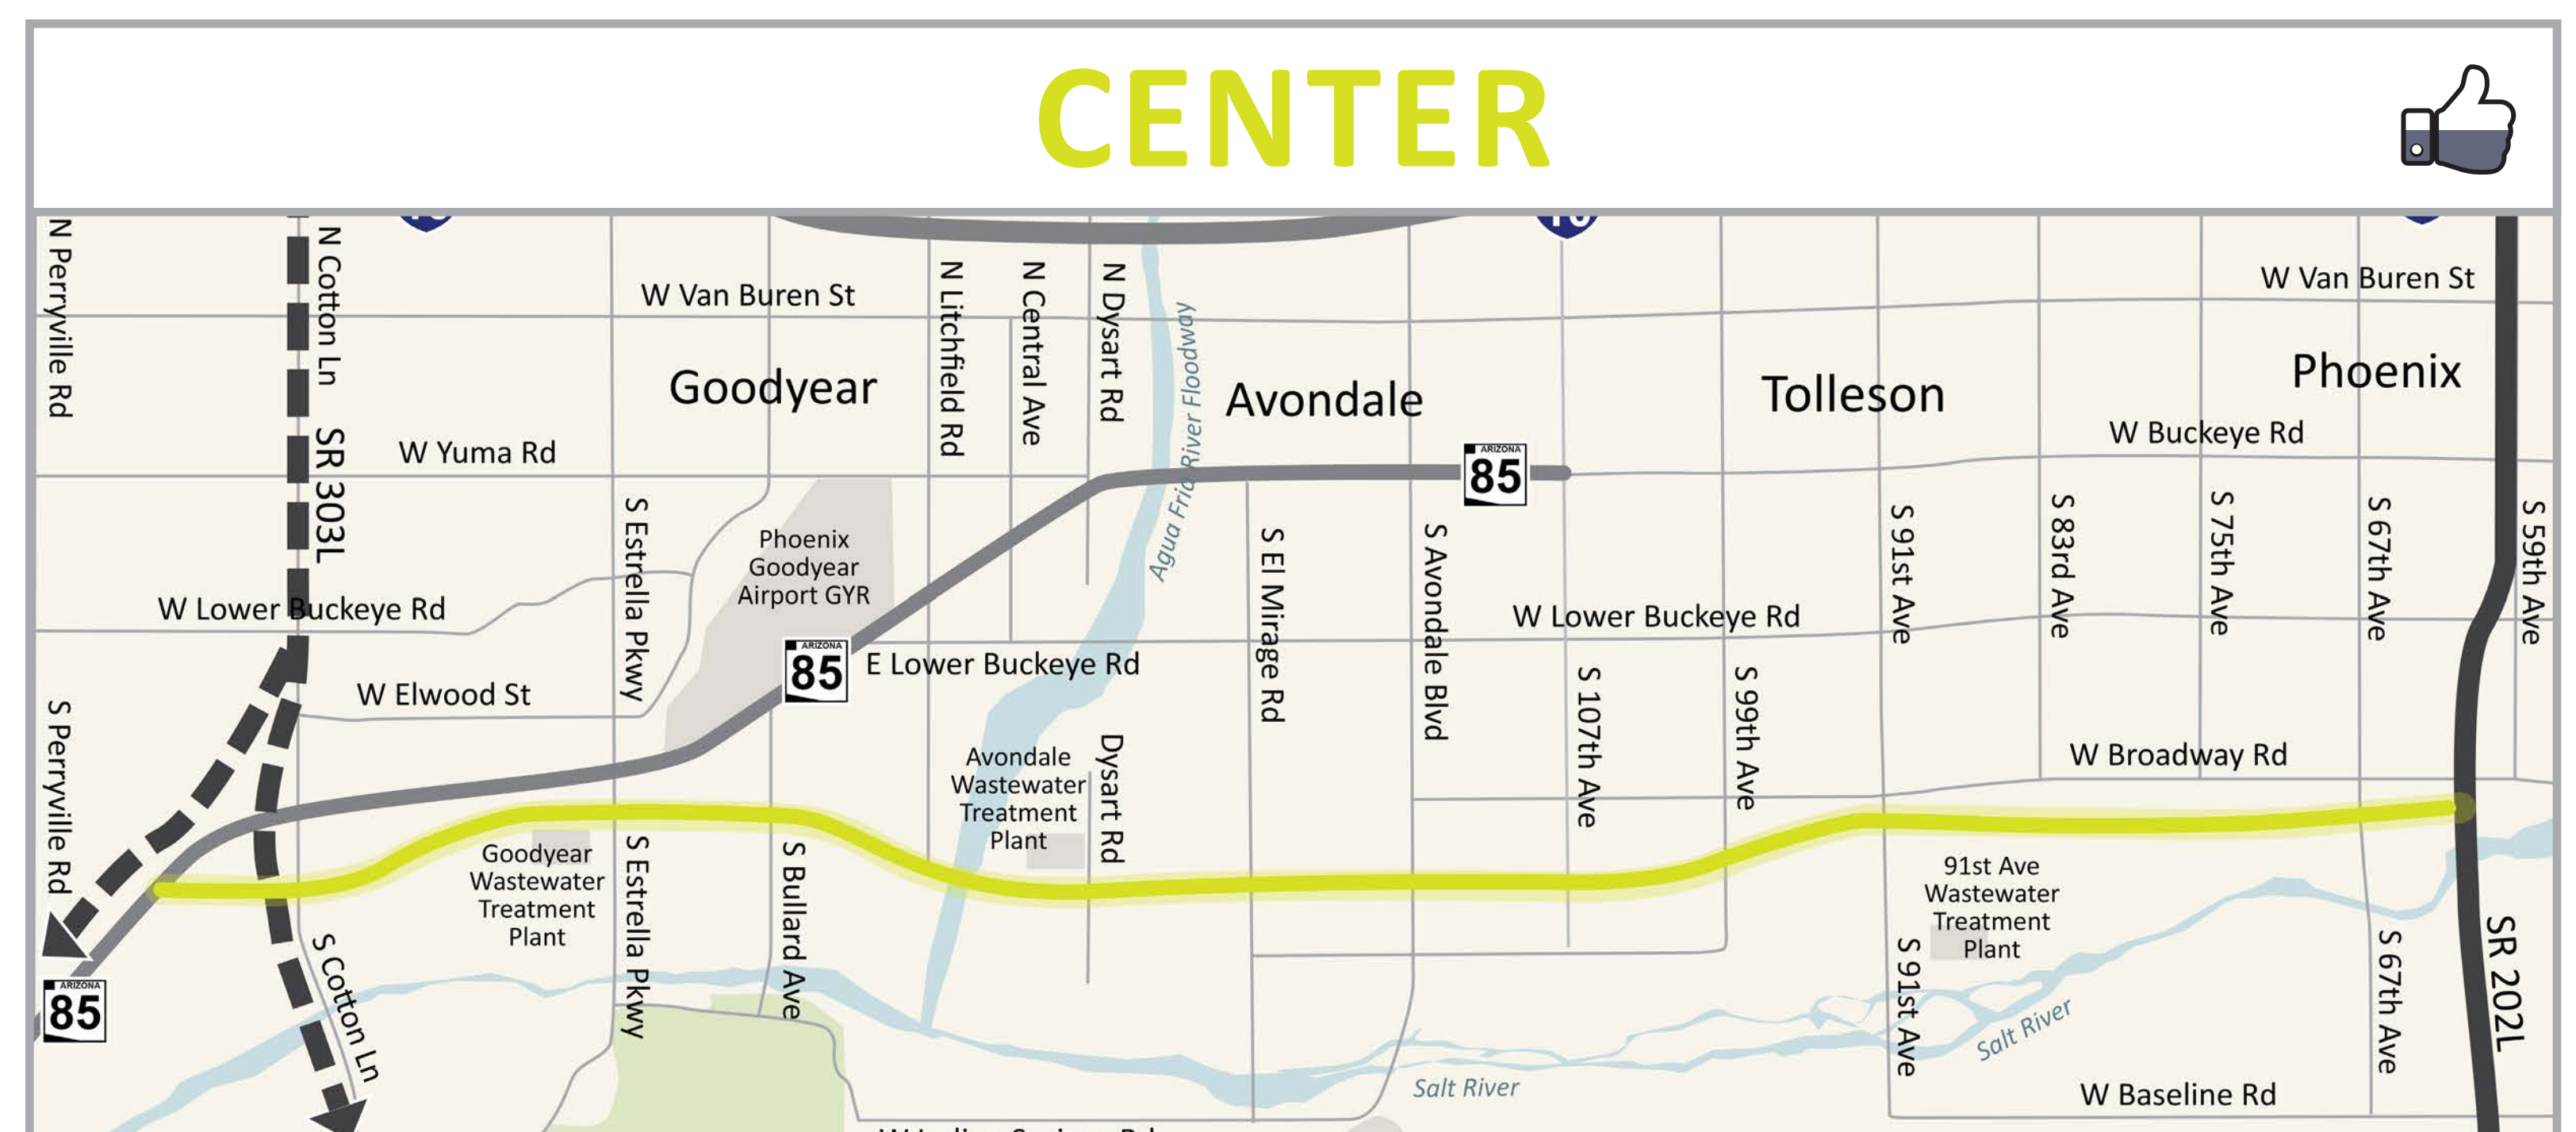 CENTER
N Perryville Rd
N Cotton Ln
SR 303L
W Van Buren St
N Litchfield Rd
N Central Ave
N Dysart Rd
Agua Fria River Floodway
W Van Buren St
Goodyear
Avondale
Tolleson
Phoenix
W Yuma Rd
W Buckeye Rd
ARIZONA
85
S Estrella Pkwy
Phoenix
Goodyear
Airport GYR
S El Mirage Rd
S Avondale Blvd
S 91st Ave
S 83rd Ave
S 75th Ave
S 67th Ave
S 59th Ave
W Lower Buckeye Rd
W Lower Buckeye Rd
ARIZONA
85
E Lower Buckeye Rd
W Elwood St
S Perryville Rd
S 107th Ave
S 99th Ave
Avondale
Wastewater
Treatment
Plant
Dysart Rd
W Broadway Rd
Goodyear
Wastewater
Treatment
Plant
S Estrella Pkwy
S Bullard Ave
91st Ave
Wastewater
Treatment
Plant
S Cotton Ln
S 91st Ave
S 67th Ave
SR 202L
ARIZONA
85
Salt River
Salt River
W Baseline Rd